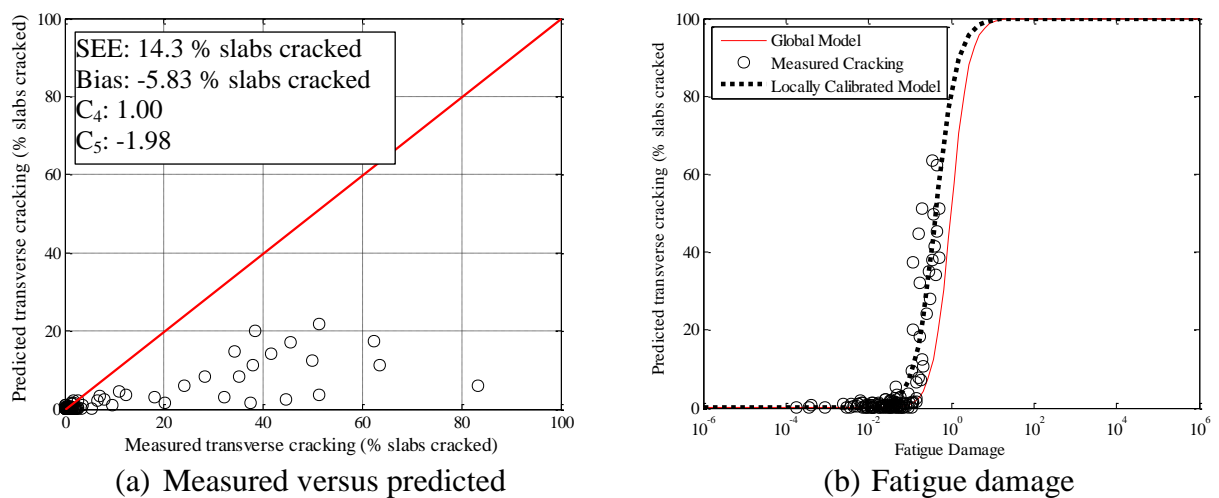 SEE: 14.3 % slabs cracked
Bias: -5.83 % slabs cracked
C4: 1.00
C5: -1.98
Predicted transverse cracking (% slabs cracked)
100
80
60
40
20
0
0 20 40 60 80 100
Measured transverse cracking (% slabs cracked)
(a) Measured versus predicted
Global Model
Measured Cracking
Locally Calibrated Model
Predicted transverse cracking (% slabs cracked)
100
80
60
40
20
0
10-6 10-4 10-2 100 102 104 106
Fatigue Damage
(b) Fatigue damage